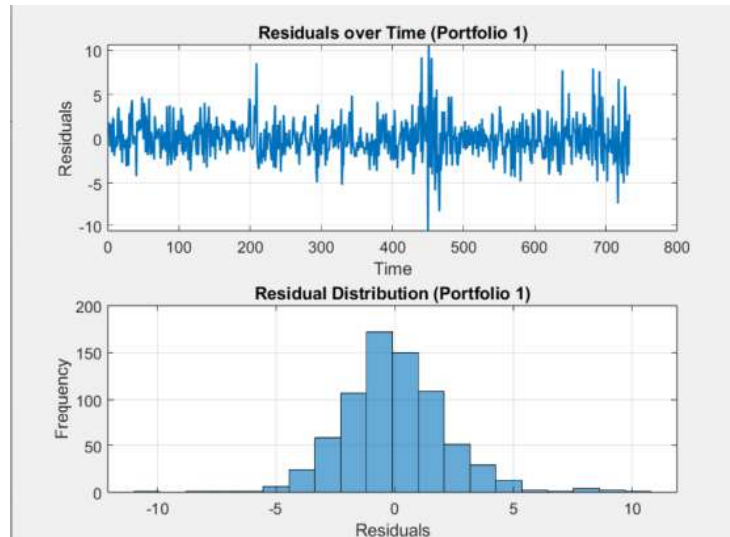 Residuals over Time (Portfolio 1)
10
5
0
-5
-10
Residuals
0 100 200 300 400 500 600 700 800
Time
Residual Distribution (Portfolio 1)
200
150
100
50
0
Frequency
-10 -5 0 5 10
Residuals